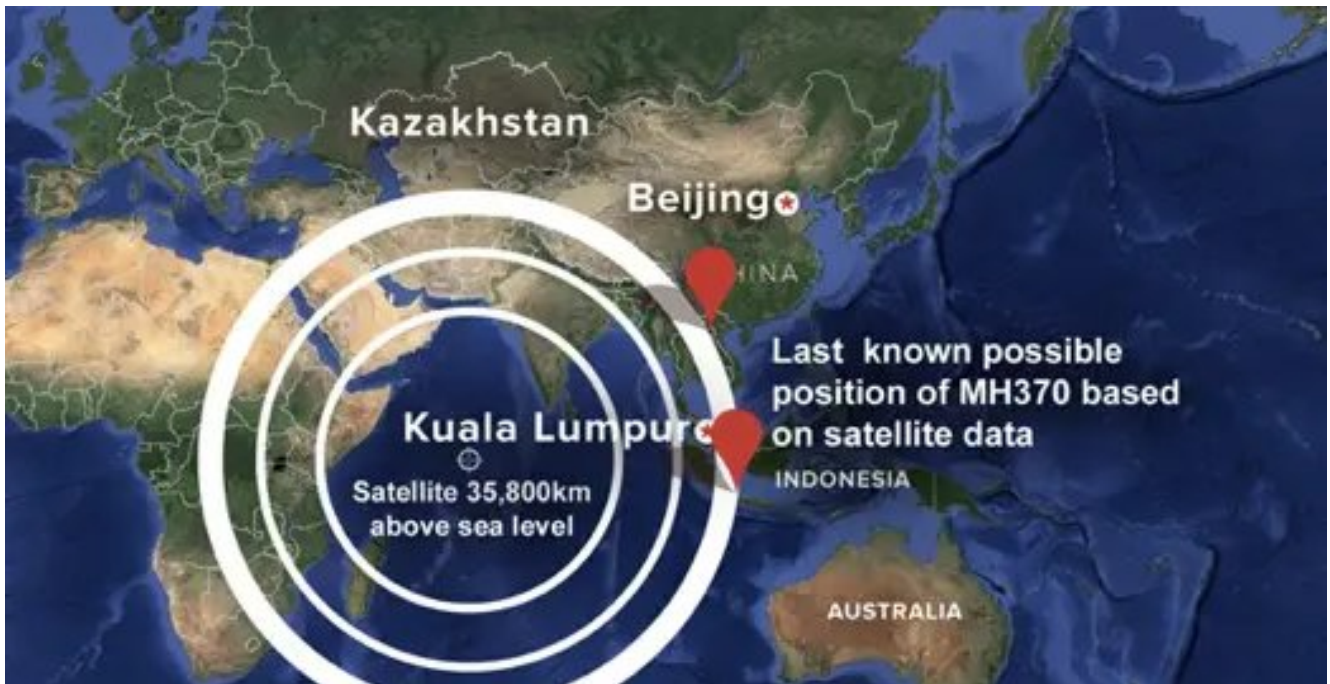 Kazakhstan
Beijing
HINA
Last known possible
position of MH370 based
on satellite data
Kuala Lumpur
INDONESIA
Satellite 35,800km
above sea level
AUSTRALIA